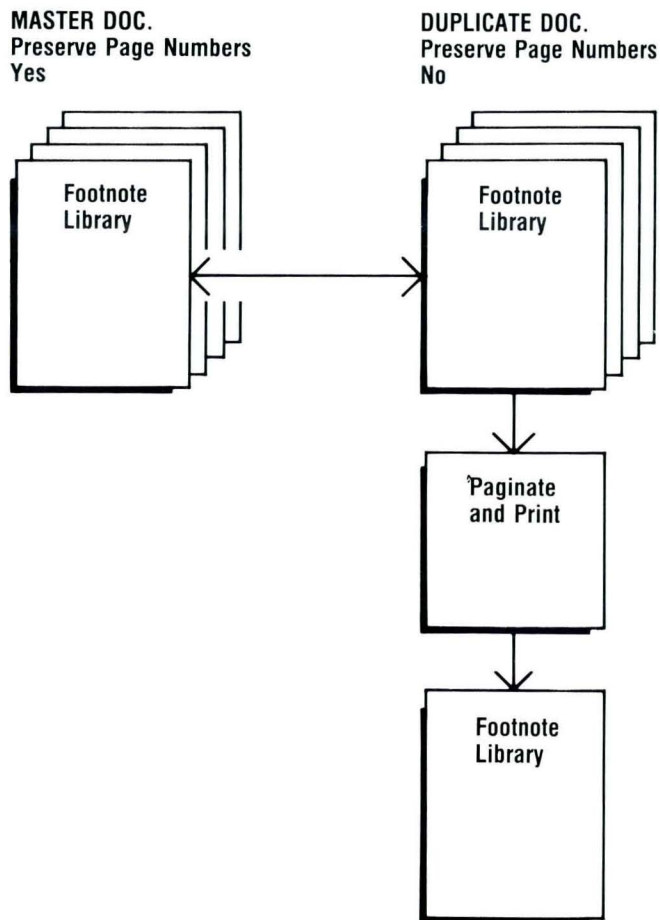 MASTER DOC.
Preserve Page Numbers
Yes
DUPLICATE DOC.
Preserve Page Numbers
No
Footnote
Library
Footnote
Library
Paginate
and Print
Footnote
Library